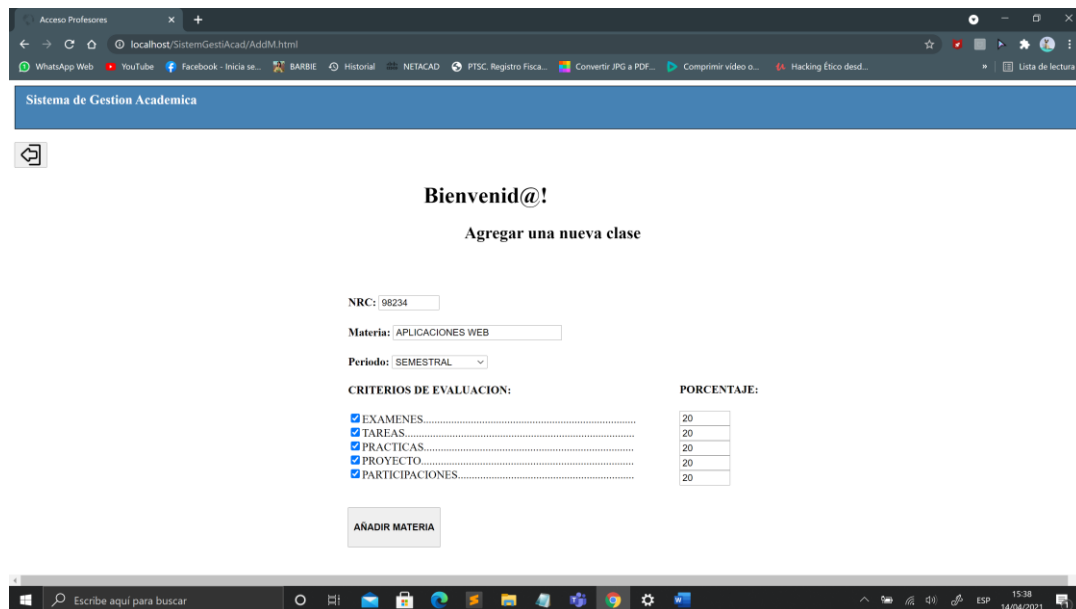 Acceso Profesores
localhost/SistemGestiAcad/AddM.html
WhatsApp Web YouTube Facebook - Inicia se... BARBIE Historial NETACAD PTSC. Registro Fisca... Convertir JPG a PDF... Comprimir vídeo o... Hacking Ético desd... » Lista de lectura
Sistema de Gestion Academica
Bienvenid@!
Agregar una nueva clase
NRC: 98234
Materia: APLICACIONES WEB
Periodo: SEMESTRAL
CRITERIOS DE EVALUACION: PORCENTAJE:
EXAMENES............................................................................ 20
TAREAS.................................................................................. 20
PRACTICAS........................................................................... 20
PROYECTO............................................................................ 20
PARTICIPACIONES............................................................... 20
AÑADIR MATERIA
Escribe aquí para buscar ESP 15:38
14/04/2021